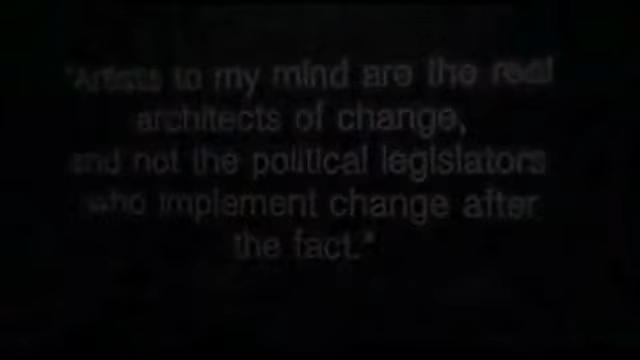 "Artists to my mind are the real
architects of change,
and not the political legislators
who implement change after
the fact."